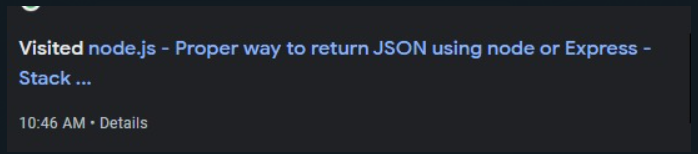 Visited node.js - Proper way to return JSON using node or Express -
Stack ...
10:46 AM • Details